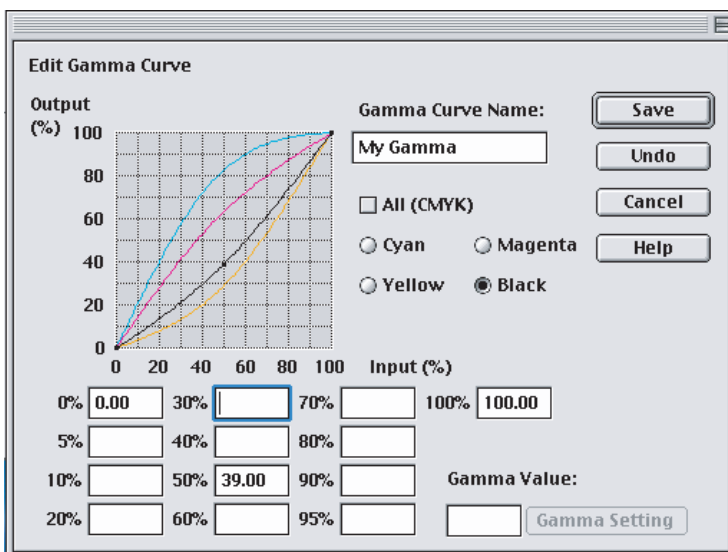 Edit Gamma Curve
Output
(%)
100
80
60
40
20
0
0 20 40 60 80 100 Input (%)
Gamma Curve Name:
My Gamma
All (CMYK)
Cyan Magenta
Yellow Black
Save
Undo
Cancel
Help
0% 0.00 30% 70% 100% 100.00
5% 40% 80%
10% 50% 39.00 90%
20% 60% 95%
Gamma Value:
Gamma Setting